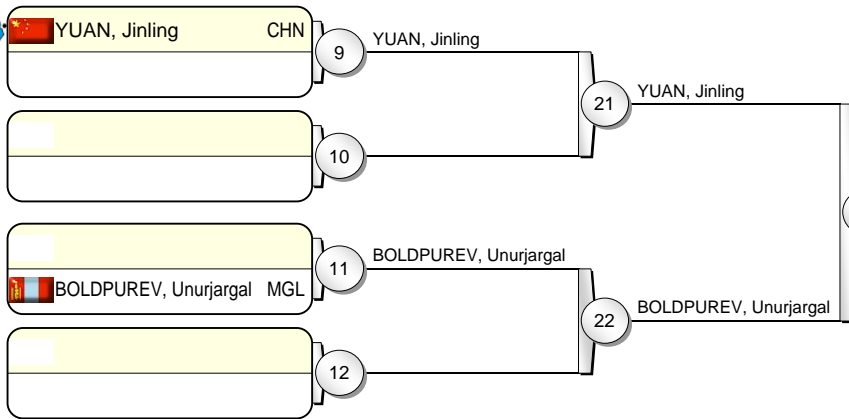 YUAN, Jinling CHN
9
YUAN, Jinling
21
YUAN, Jinling
10
11
BOLDPUREV, Unurjargal
BOLDPUREV, Unurjargal MGL
22
BOLDPUREV, Unurjargal
12